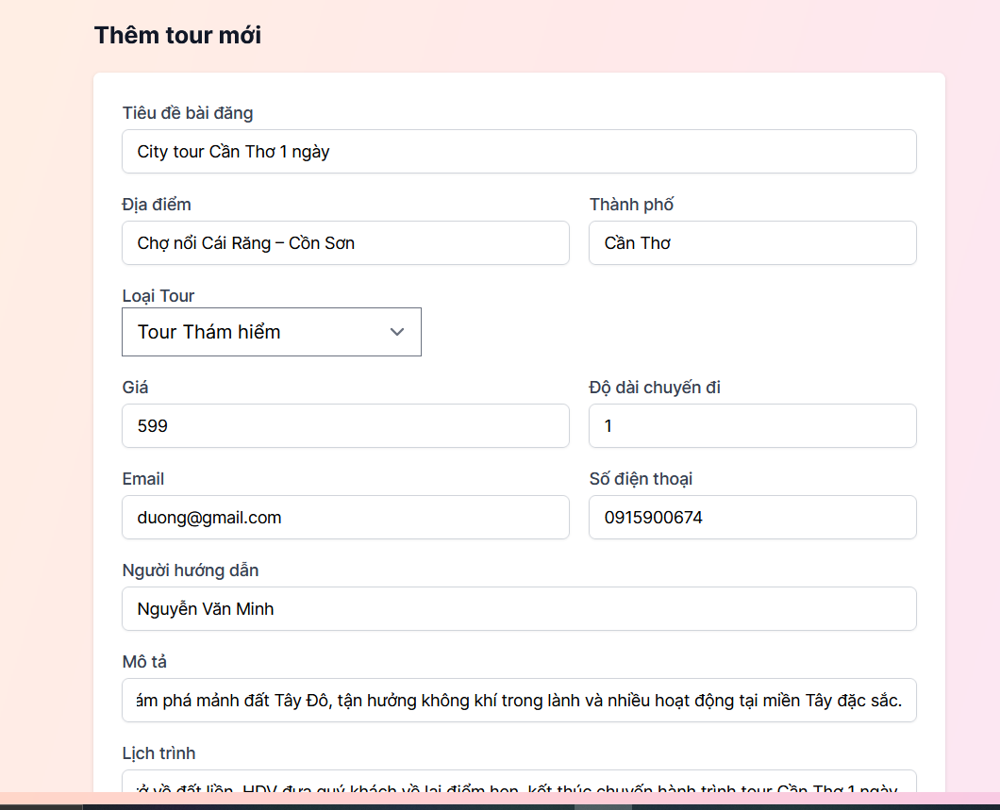 Thêm tour mới
Tiêu đề bài đăng
City tour Cần Thơ 1 ngày
Địa điểm
Thành phố
Chợ nổi Cái Răng – Cồn Sơn
Cần Thơ
Loại Tour
Tour Thám hiểm
Giá
Độ dài chuyến đi
599
1
Email
Số điện thoại
duong@gmail.com
0915900674
Người hướng dẫn
Nguyễn Văn Minh
Mô tả
phá mảnh đất Tây Đô, tận hưởng không khí trong lành và nhiều hoạt động tại miền Tây đặc sắc.
Lịch trình
về đất liền, HDV đưa quý khách về lại điểm hẹn, kết thúc chuyến hành trình tour Cần Thơ 1 ngày